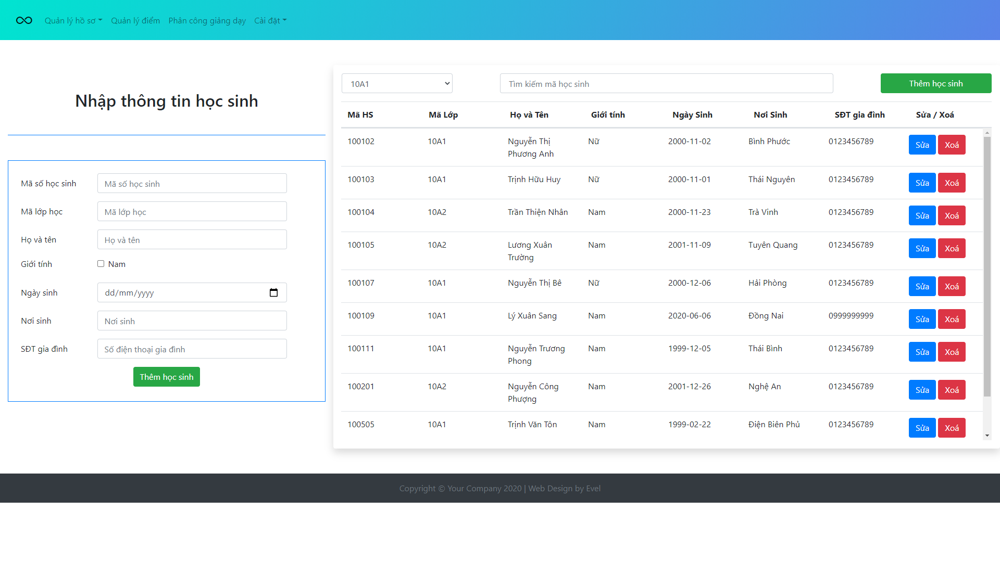 Quản lý hồ sơ Quản lý điểm Phân công giảng dạy Cài đặt
Nhập thông tin học sinh
Mã số học sinh Mã số học sinh
Mã lớp học Mã lớp học
Họ và tên Họ và tên
Giới tính Nam
Ngày sinh dd/mm/yyyy
Nơi sinh Nơi sinh
SĐT gia đình Số điện thoại gia đình
Thêm học sinh
10A1 Tìm kiếm mã học sinh Thêm học sinh
Mã HS Mã Lớp Họ và Tên Giới tính Ngày Sinh Nơi Sinh SĐT gia đình Sửa / Xoá
100102 10A1 Nguyễn Thị Nữ 2000-11-02 Bình Phước 0123456789 Sửa Xoá
Phương Anh
100103 10A1 Trịnh Hữu Huy Nữ 2000-11-01 Thái Nguyên 0123456789 Sửa Xoá
100104 10A2 Trần Thiện Nhân Nam 2000-11-23 Trà Vinh 0123456789 Sửa Xoá
100105 10A2 Lương Xuân Nam 2001-11-09 Tuyên Quang 0123456789 Sửa Xoá
Trường
100107 10A1 Nguyễn Thị Bê Nữ 2000-12-06 Hải Phòng 0123456789 Sửa Xoá
100109 10A1 Lý Xuân Sang Nam 2020-06-06 Đồng Nai 0999999999 Sửa Xoá
100111 10A1 Nguyễn Trương Nam 1999-12-05 Thái Bình 0123456789 Sửa Xoá
Phong
100201 10A2 Nguyễn Công Nam 2001-12-26 Nghệ An 0123456789 Sửa Xoá
Phượng
100505 10A1 Trịnh Văn Tôn Nam 1999-02-22 Điện Biên Phủ 0123456789 Sửa Xoá
Copyright © Your Company 2020 | Web Design by Evel